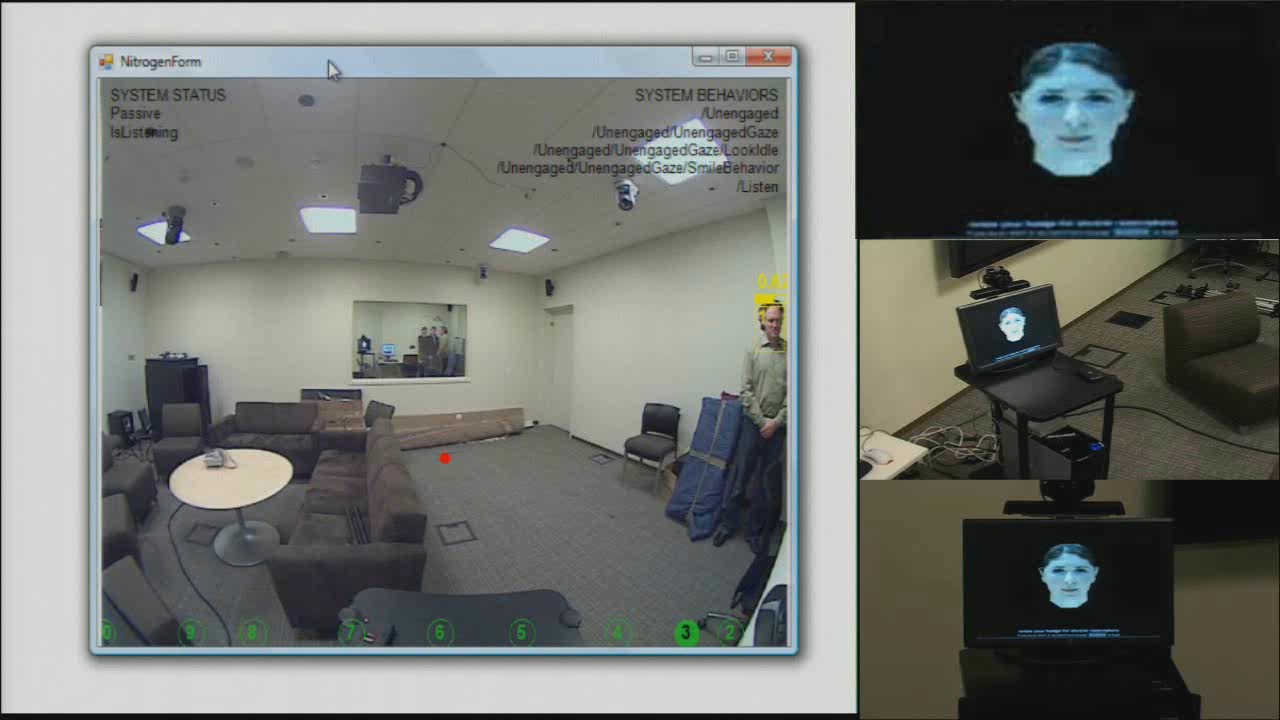 NitrogenForm
SYSTEM STATUS
Passive
IsListening
SYSTEM BEHAVIORS
/Unengaged
/Unengaged/UnengagedGaze
/Unengaged/UnengagedGaze/LookIdle
/Unengaged/UnengagedGaze/SmileBehavior
/Listen
0 9 8 7 6 5 4 3 2